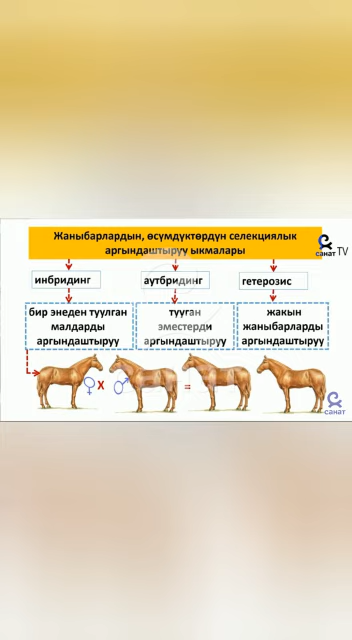 Жаныбарлардын, өсүмдүктөрдүн селекциялык
аргындаштыруу ыкмалары
санат TV
инбридинг
аутбридинг
гетерозис
бир энеден туулган
малдарды
аргындаштыруу
тууган
эместерди
аргындаштыруу
жакын
жаныбарларды
аргындаштыруу
♀ X ♂ =
санат